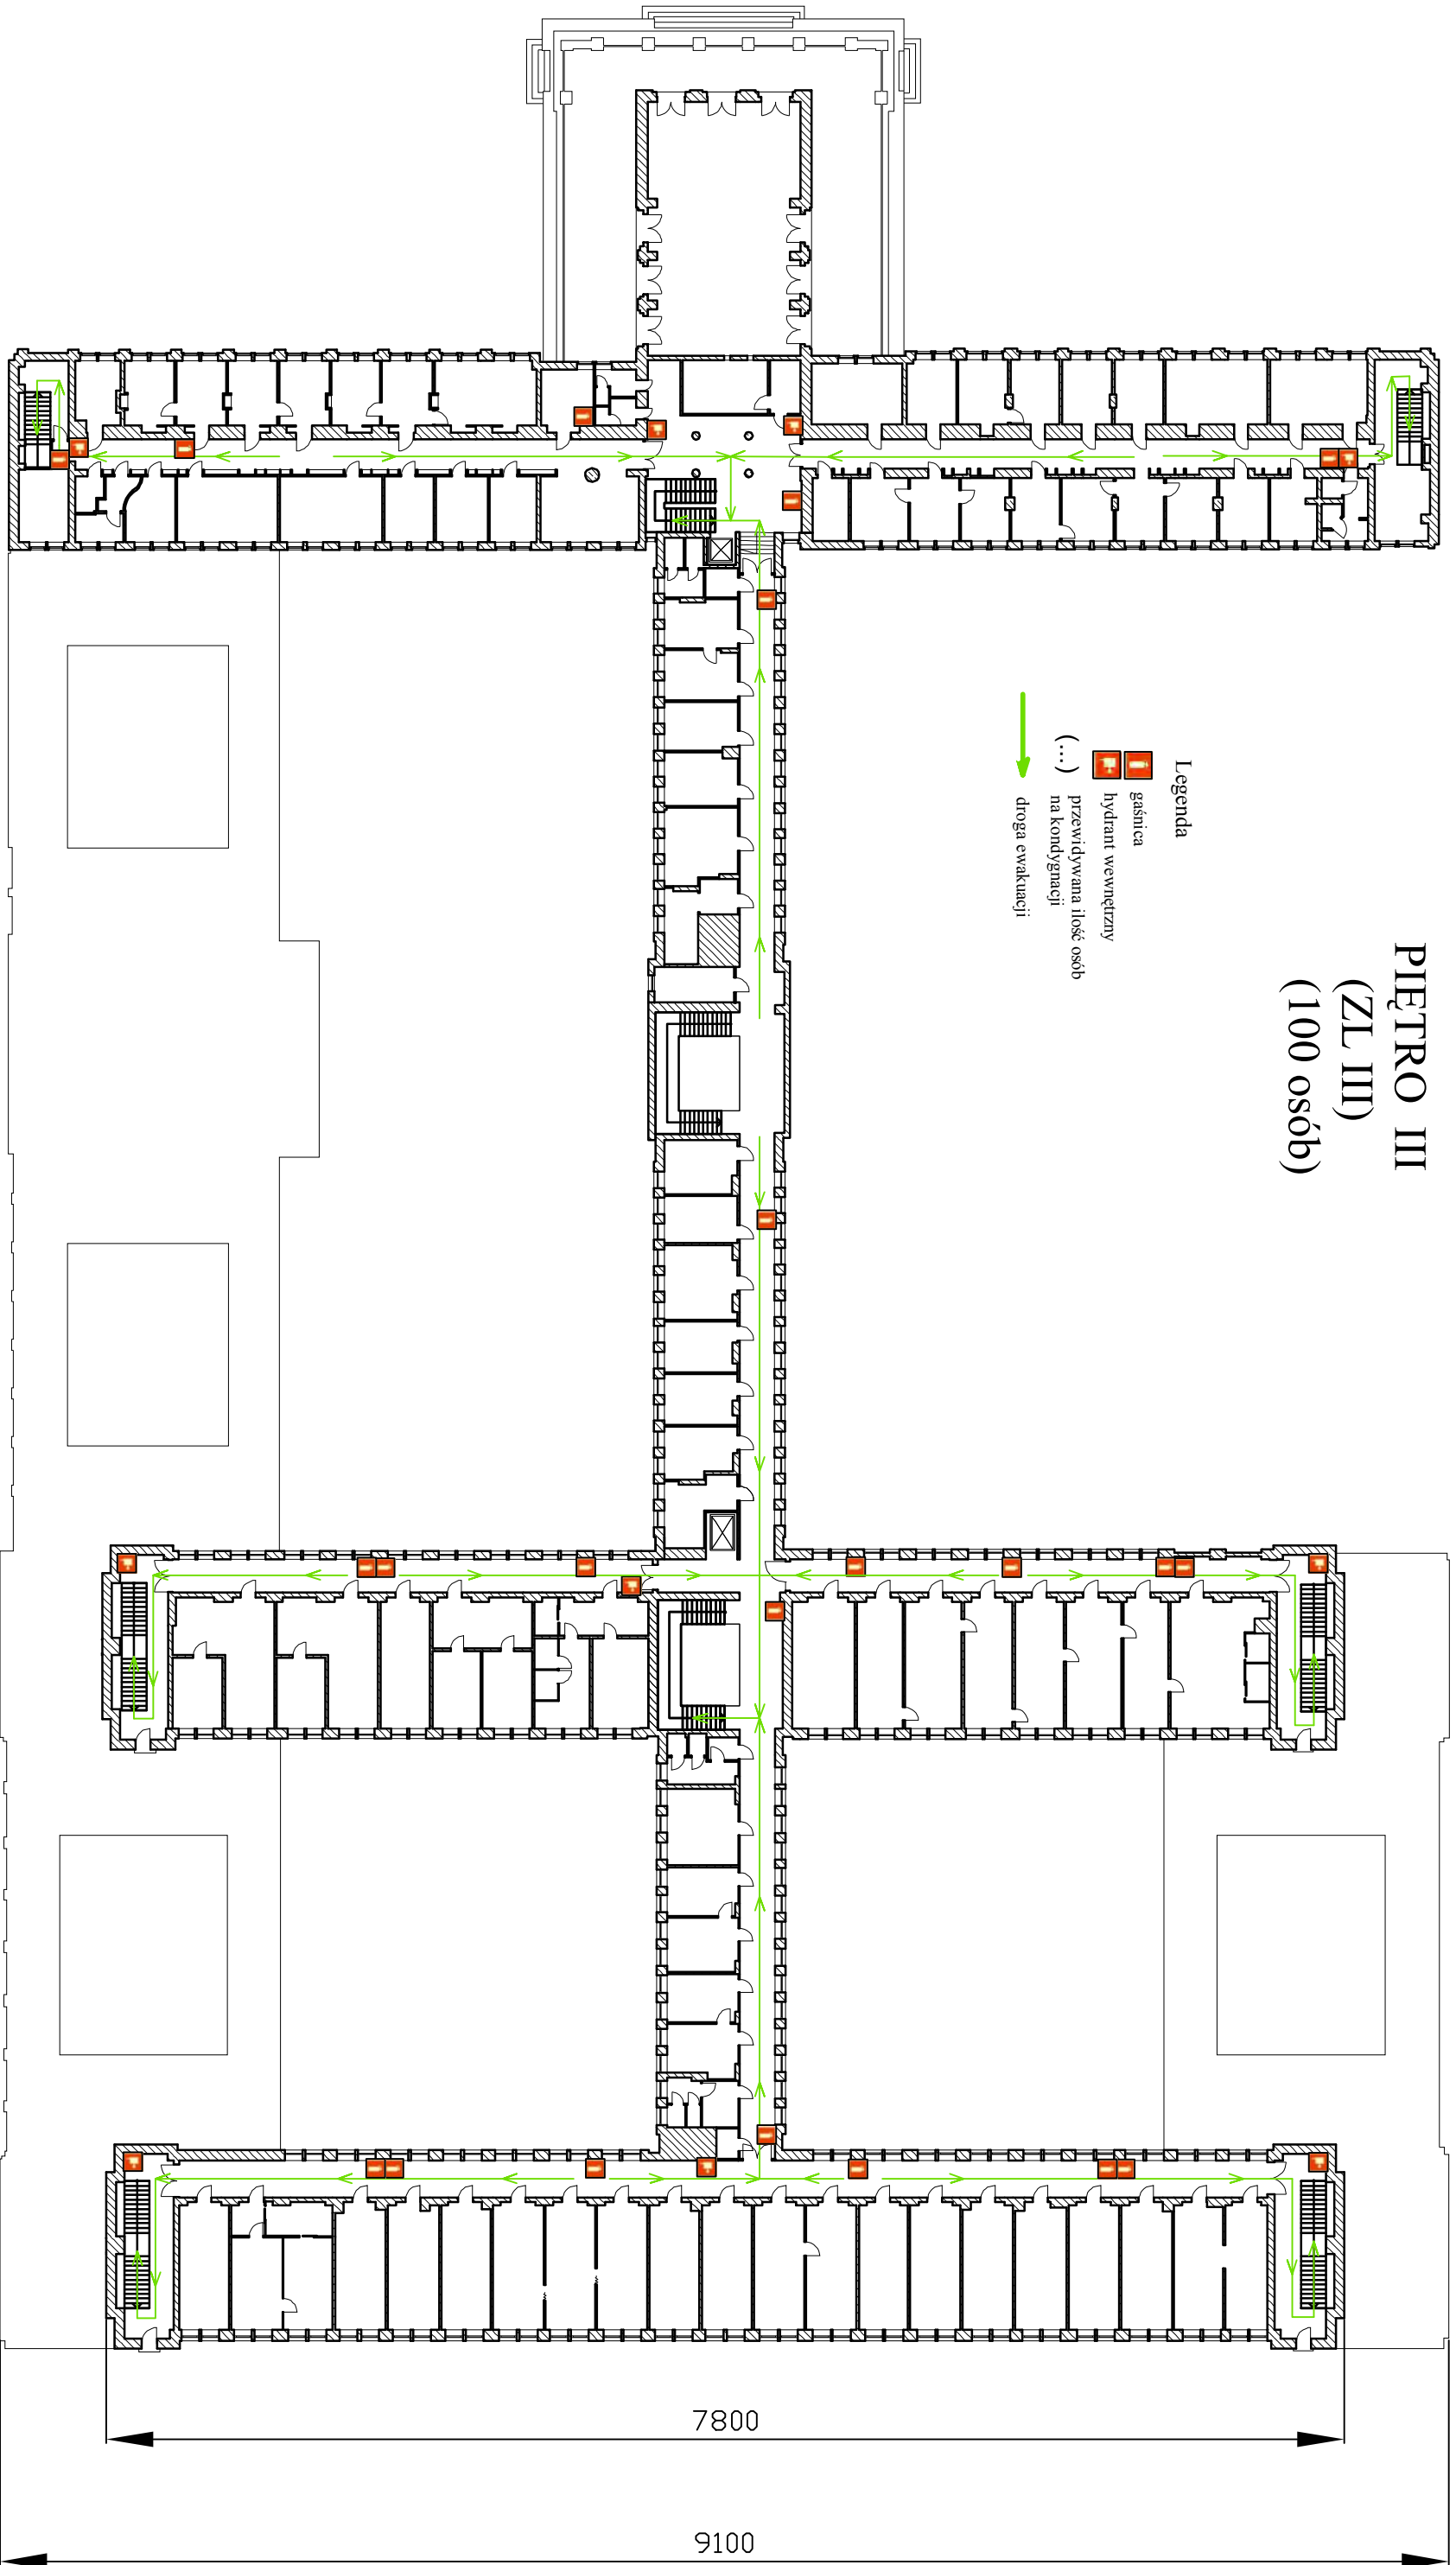 PIĘTRO III
(ZL III)
(100 osób)
Legenda
gaśnica
hydrant wewnętrzny
(...)
przewidywana ilość osób
na kondygnacji
droga ewakuacji
7800
9100